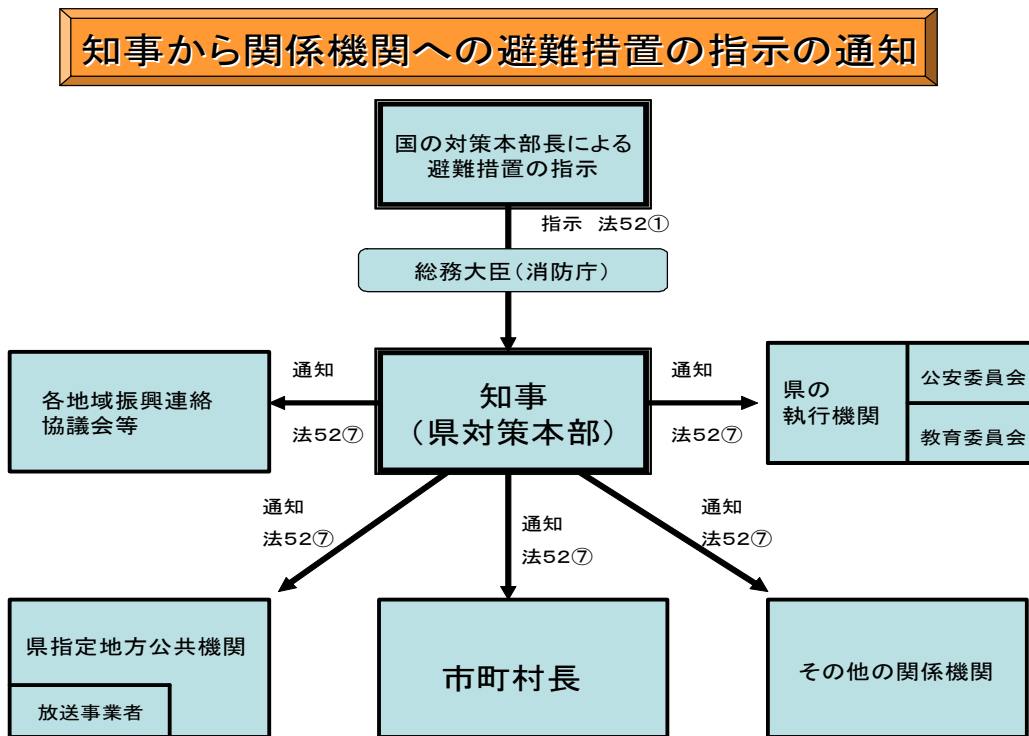 知事から関係機関への避難措置の指示の通知
国の対策本部長による
避難措置の指示
指示 法52①
総務大臣(消防庁)
各地域振興連絡
協議会等
通知
法52⑦
知事
(県対策本部)
通知
法52⑦
県の
執行機関
公安委員会
教育委員会
通知
法52⑦
通知
法52⑦
通知
法52⑦
県指定地方公共機関
放送事業者
市町村長
その他の関係機関